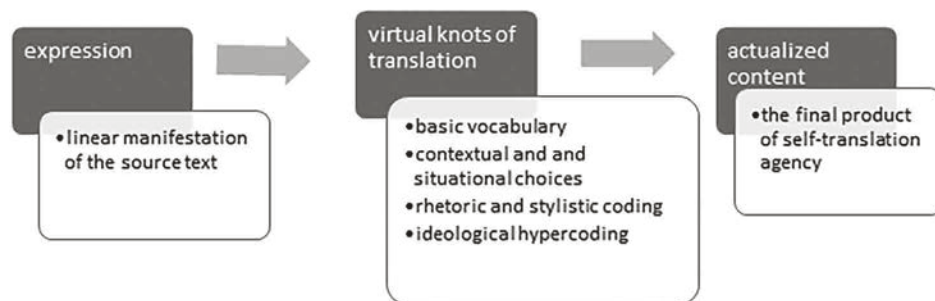 expression
•linear manifestation
of the source text
virtual knots of
translation
•basic vocabulary
•contextual and and
situational choices
•rhetoric and stylistic coding
•ideological hypercoding
actualized
content
•the final product
of self-translation
agency